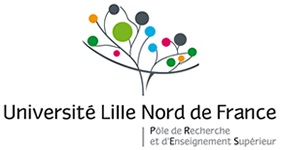 Université Lille Nord de France
Pôle de Recherche
et d'Enseignement Supérieur